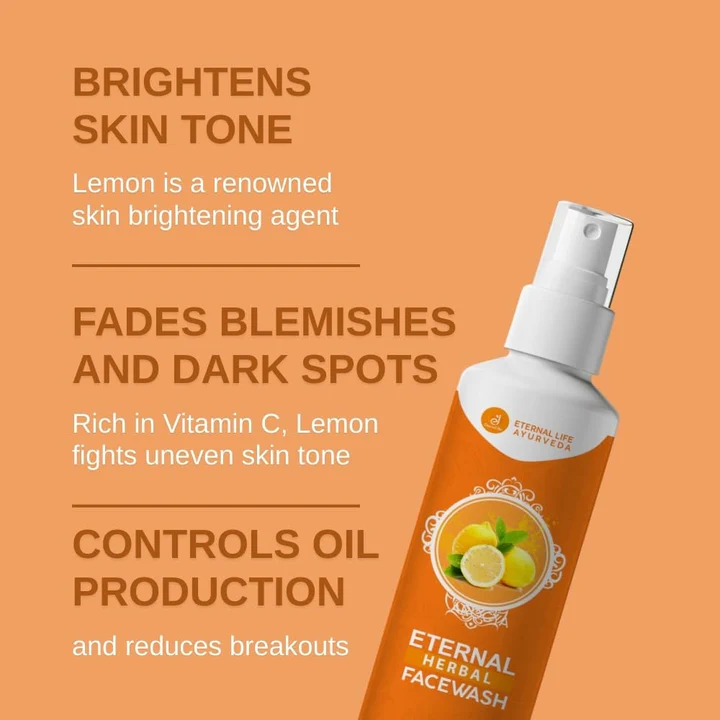 BRIGHTENS
SKIN TONE
Lemon is a renowned
skin brightening agent
FADES BLEMISHES
AND DARK SPOTS
Rich in Vitamin C, Lemon
fights uneven skin tone
CONTROLS OIL
PRODUCTION
and reduces breakouts
ETERNAL LIFE
AYURVEDA
ETERNAL
HERBAL
FACEWASH